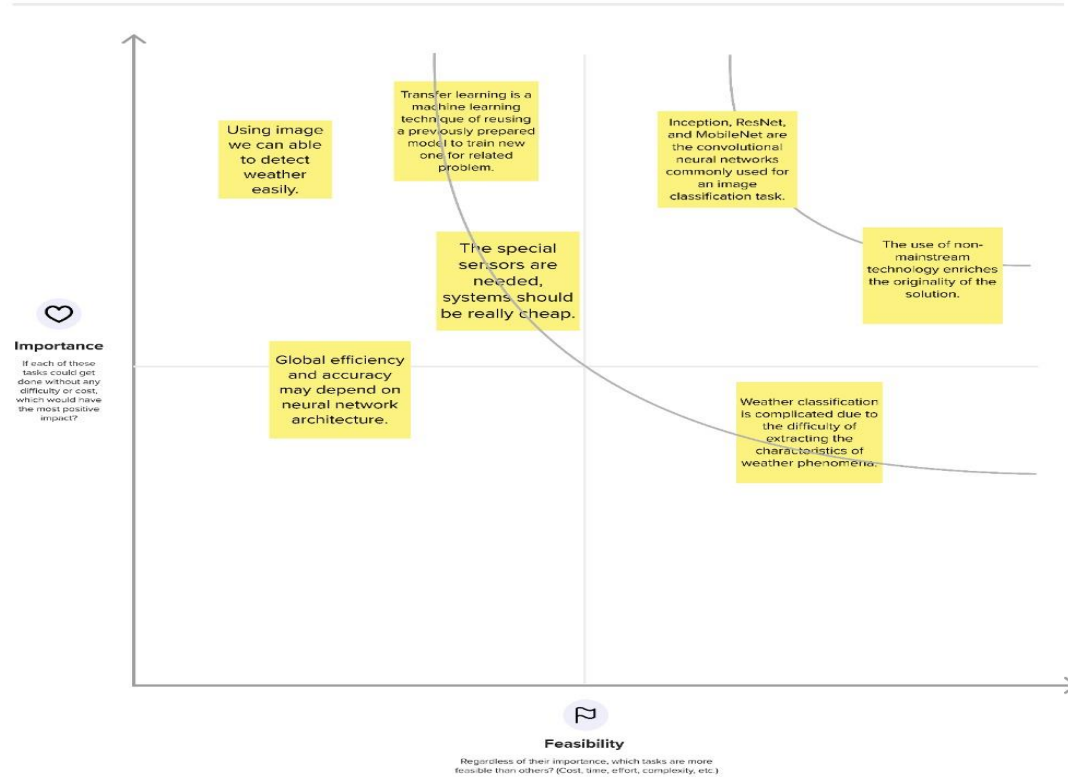 Transfer learning is a
machine learning
technique of reusing
a previously prepared
model to train new
one for related
problem.
Using image
we can able
to detect
weather
easily.
Inception, ResNet,
and MobileNet are
the convolutional
neural networks
commonly used for
an image
classification task.
The special
sensors are
needed,
systems should
be really cheap.
The use of non-
mainstream
technology enriches
the originality of the
solution.
Importance
If each of these
tasks could get
done without any
difficulty or cost,
which would have
the most positive
impact?
Global efficiency
and accuracy
may depend on
neural network
architecture.
Weather classification
is complicated due to
the difficulty of
extracting the
characteristics of
weather phenomena.
Feasibility
Regardless of their importance, which tasks are more
feasible than others? (Cost, time, effort, complexity, etc.)